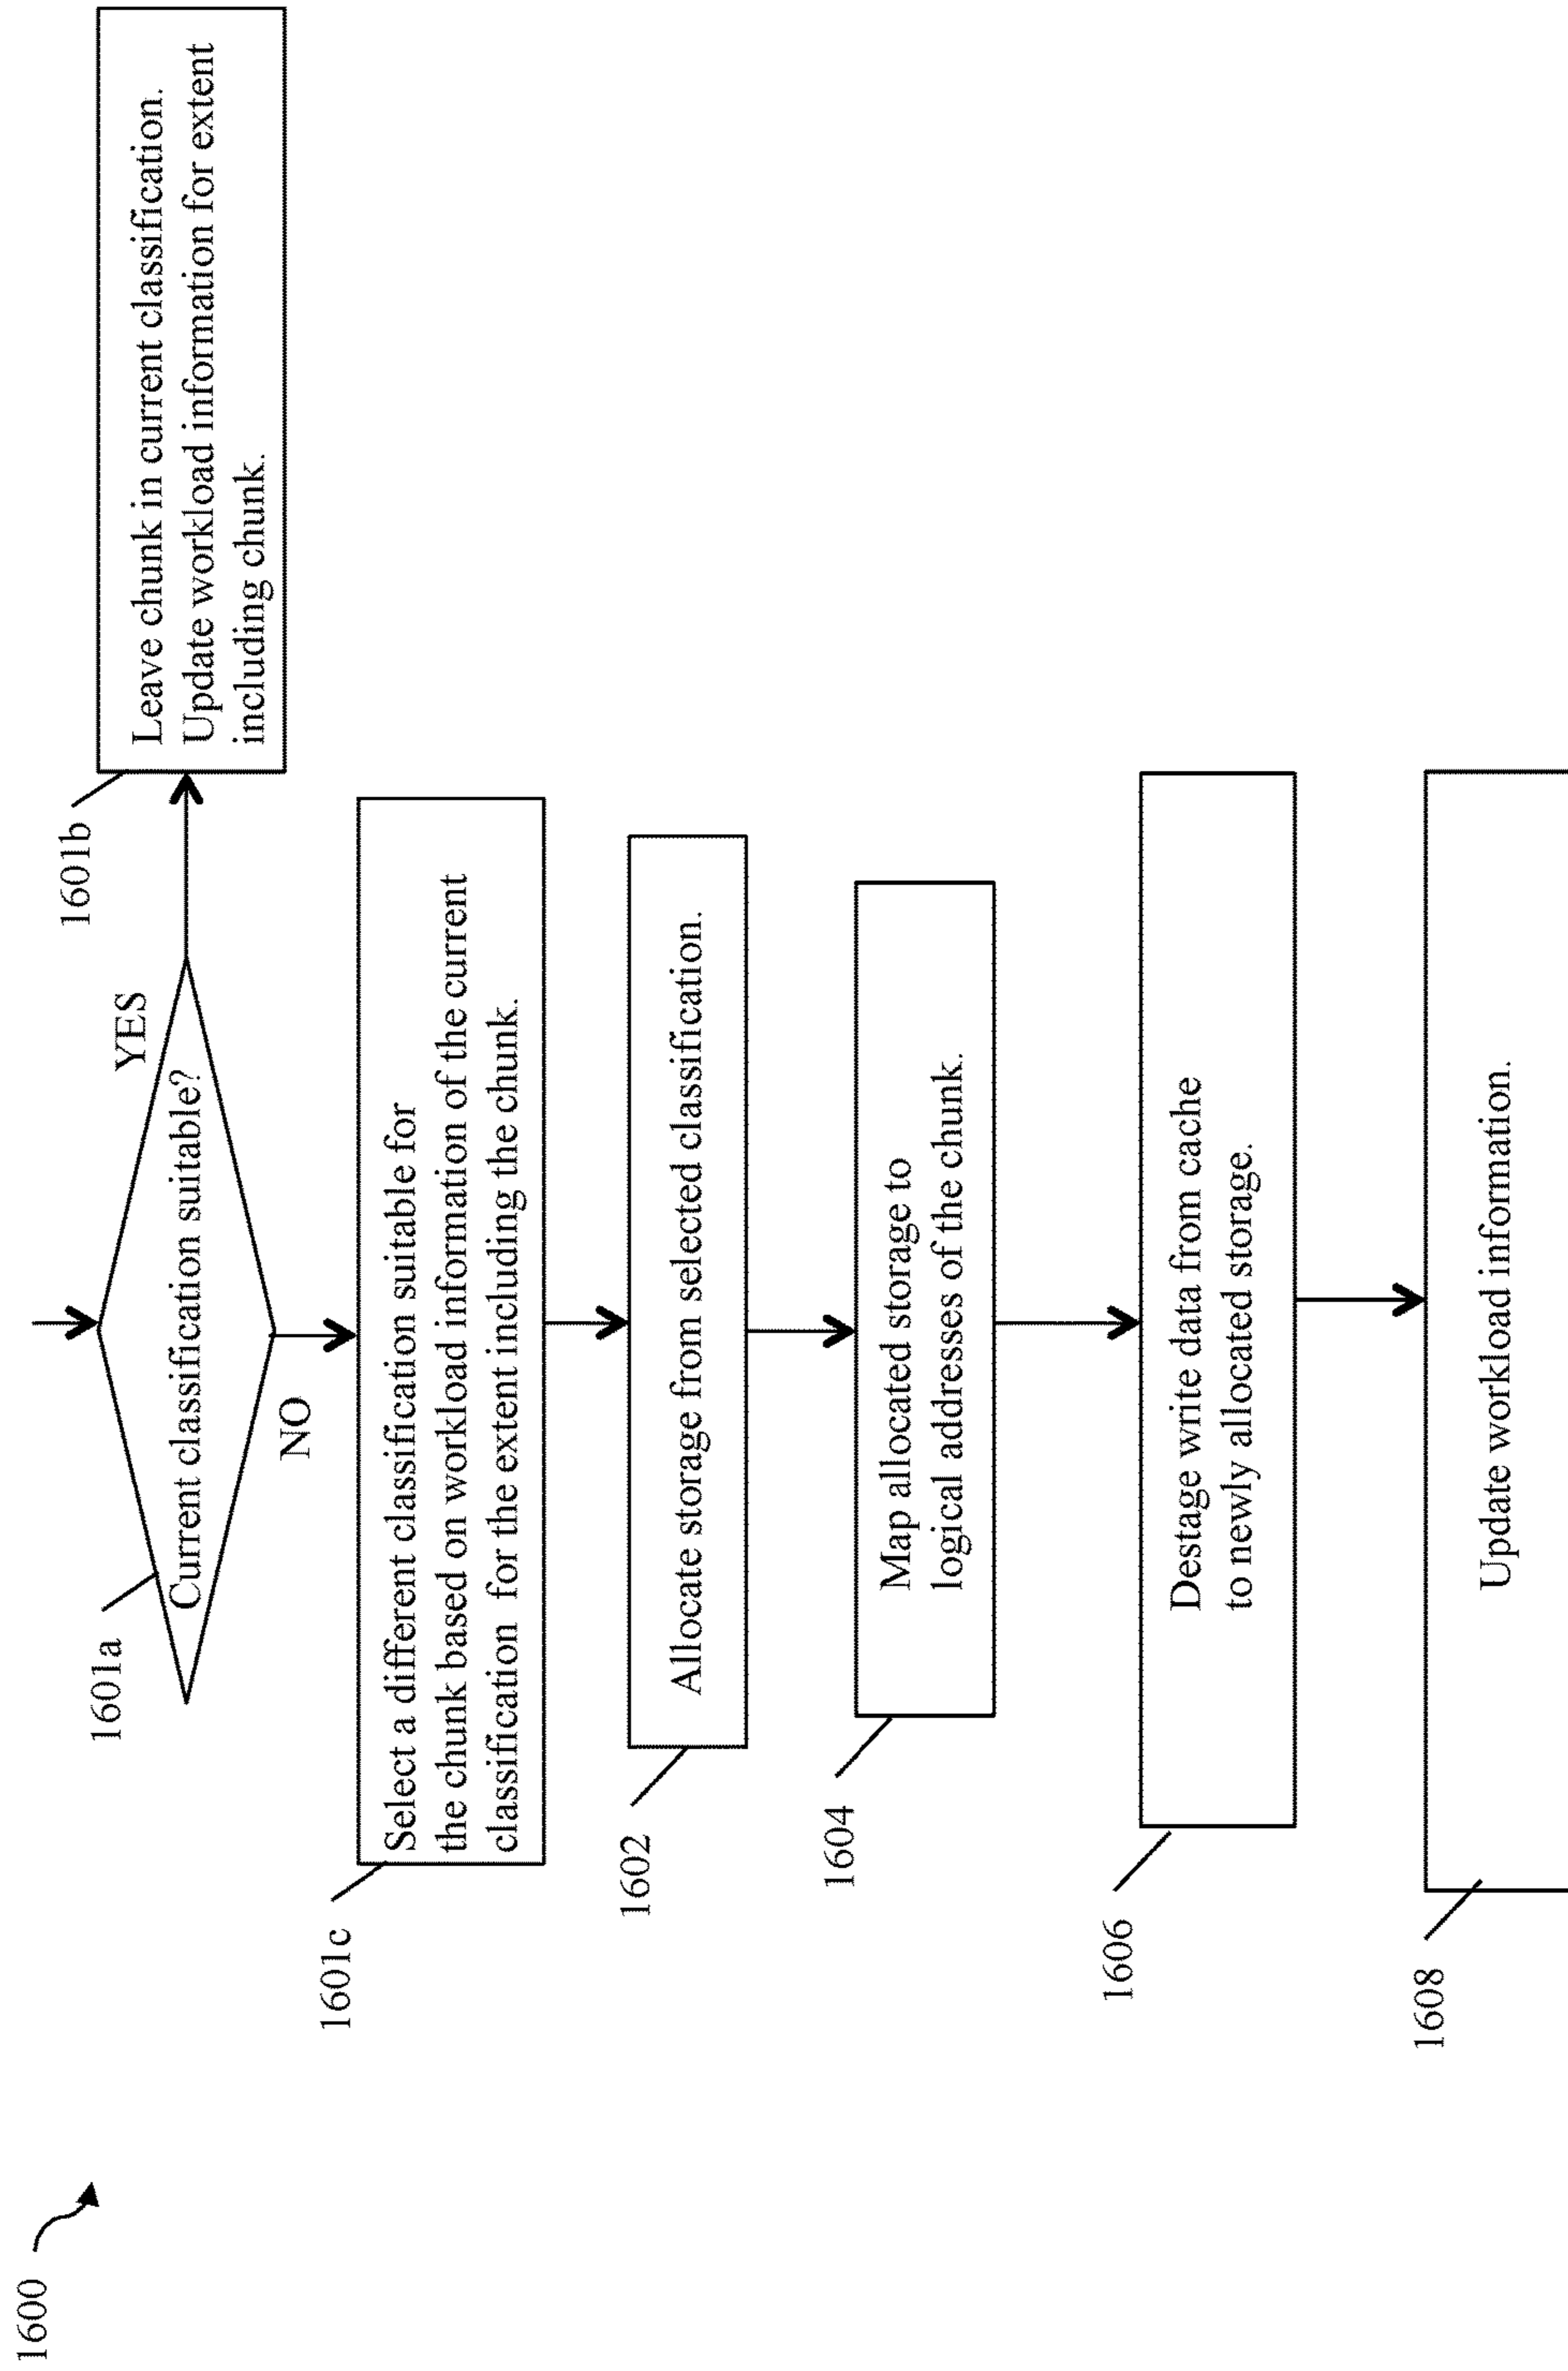 1600
1601a
Current classification suitable?
YES
NO
1601b
Leave chunk in current classification.
Update workload information for extent
including chunk.
1601c
Select a different classification suitable for
the chunk based on workload information of the current
classification for the extent including the chunk.
1602
Allocate storage from selected classification.
1604
Map allocated storage to
logical addresses of the chunk.
1606
Destage write data from cache
to newly allocated storage.
1608
Update workload information.